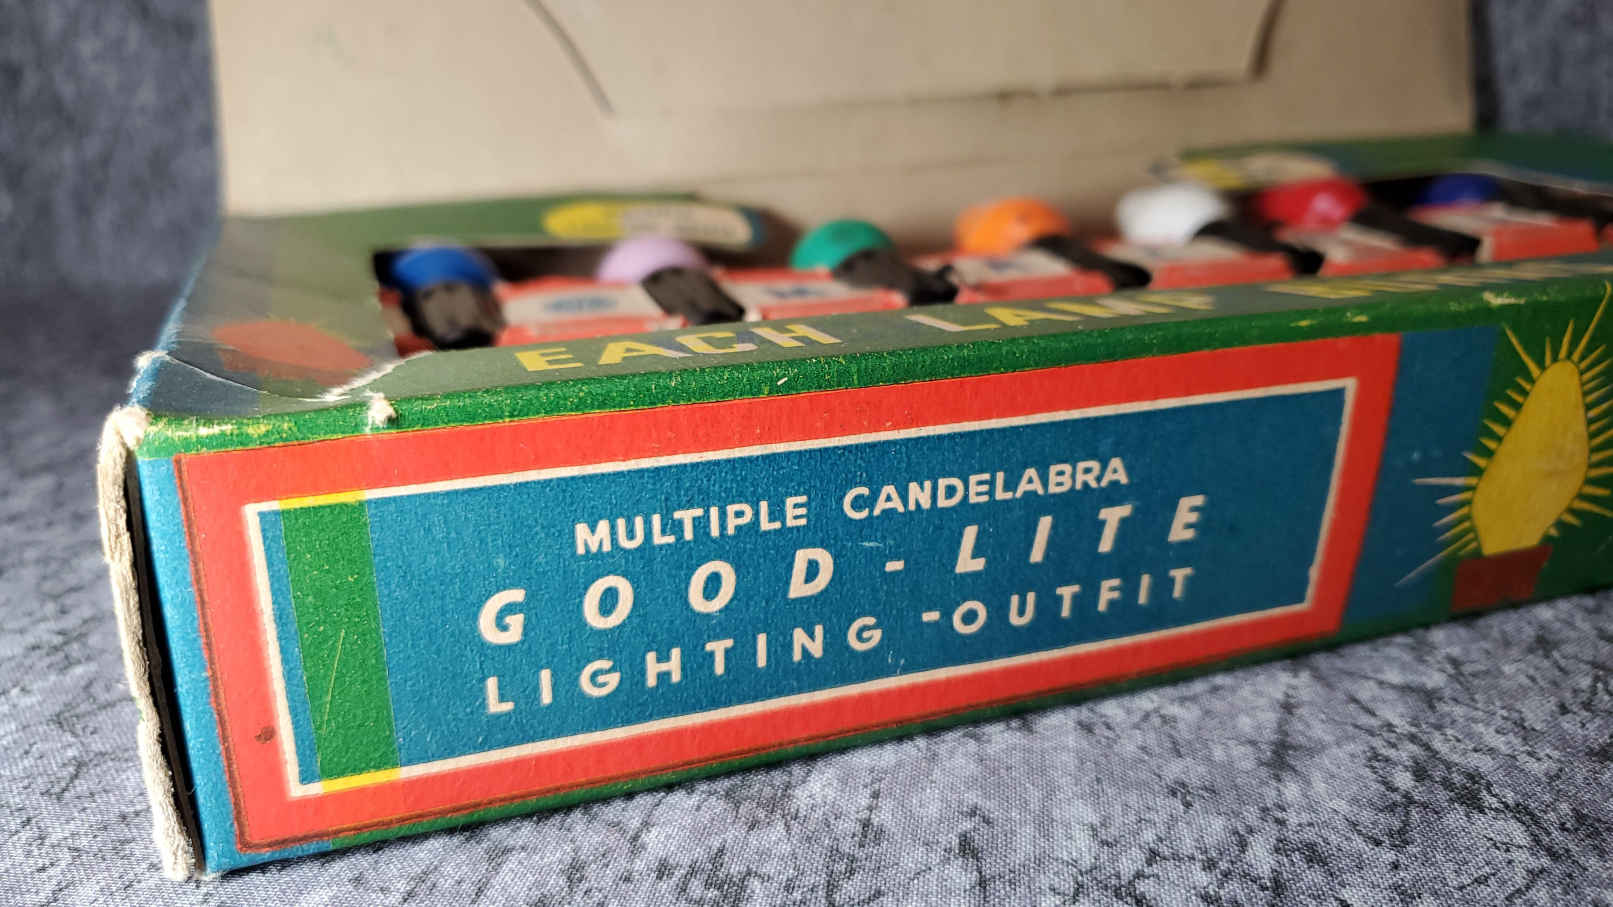 EACH LAMP
MULTIPLE CANDELABRA
GOOD-LITE
LIGHTING-OUTFIT